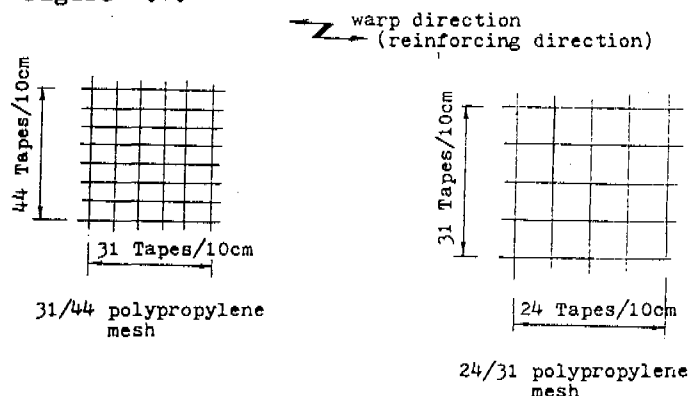 warp direction
(reinforcing direction)
44 Tapes/10cm
31 Tapes/10cm
31/44 polypropylene
mesh
31 Tapes/10cm
24 Tapes/10cm
24/31 polypropylene
mesh